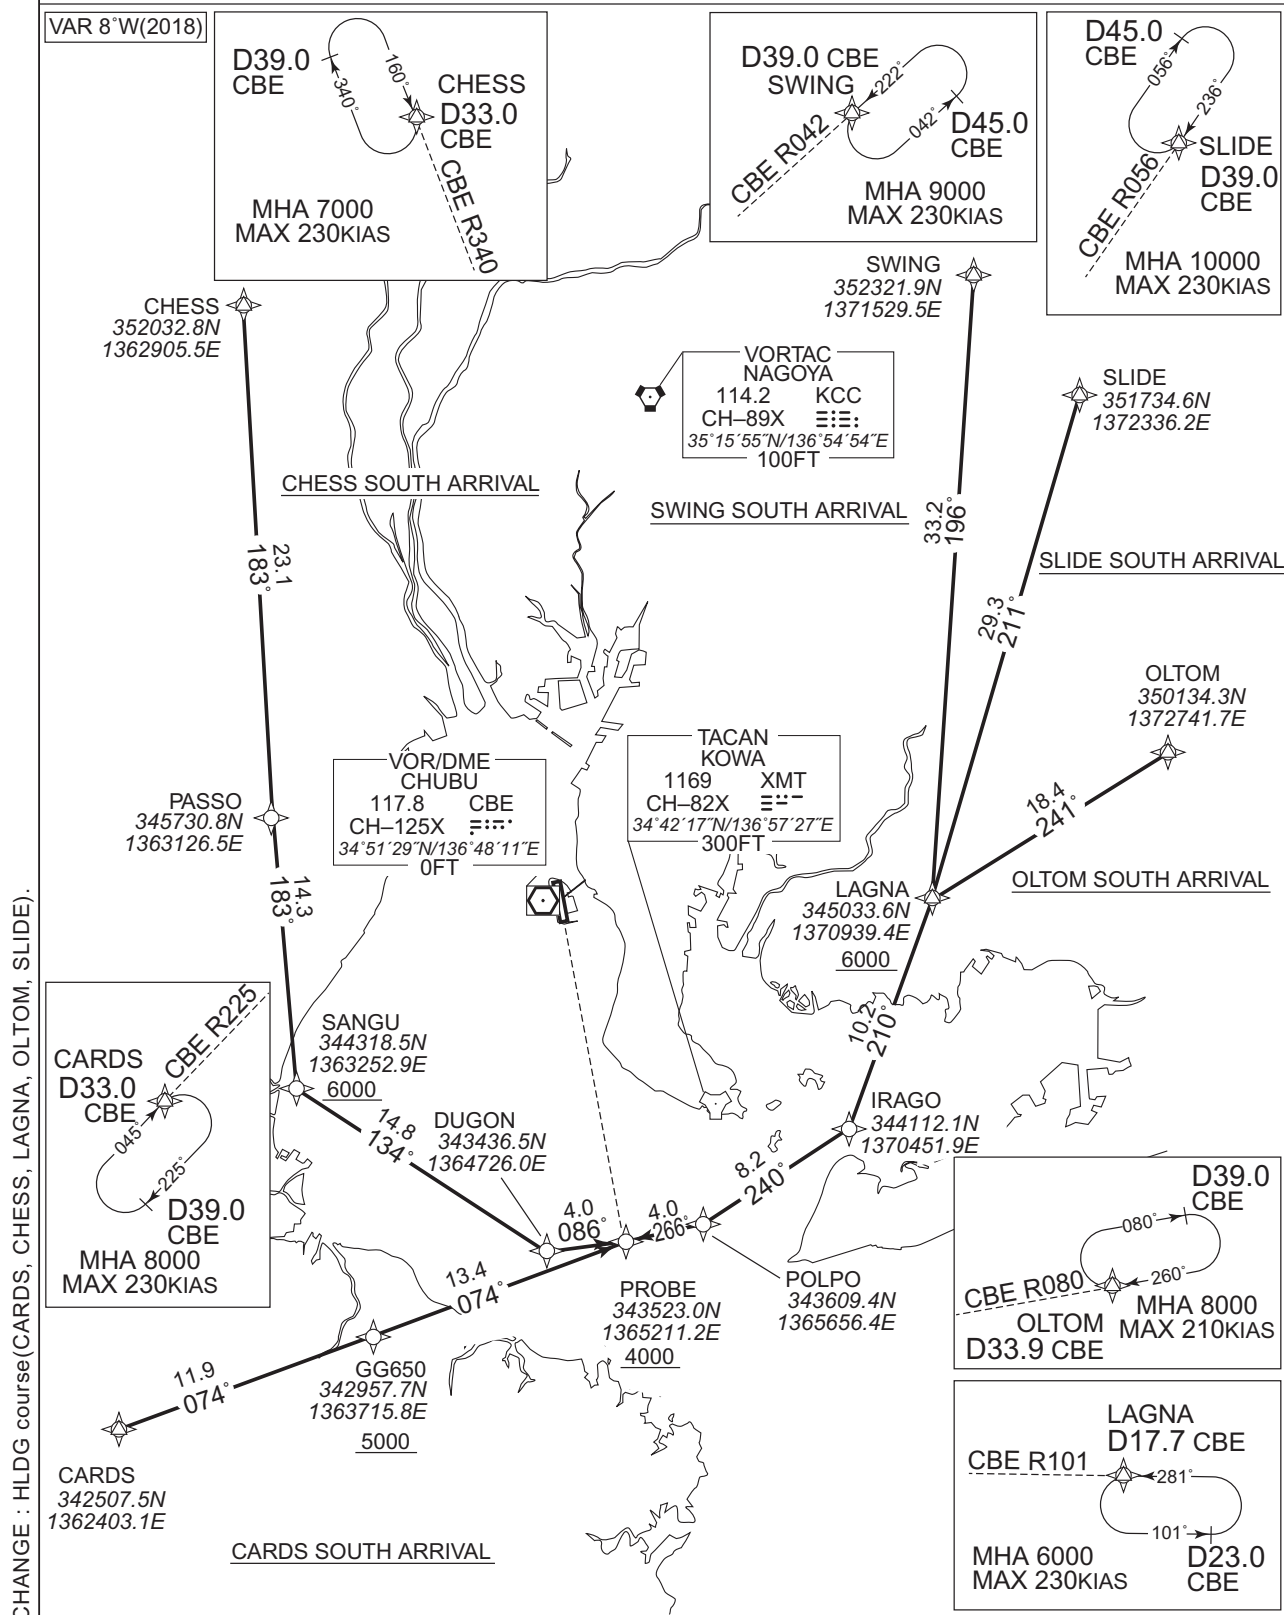 VAR 8°W(2018)
D39.0
CBE
160°
340°
CHESS
D33.0
CBE
CBE R340
MHA 7000
MAX 230KIAS
D39.0 CBE
SWING
222°
042°
D45.0
CBE
CBE R042
MHA 9000
MAX 230KIAS
D45.0
CBE
056°
236°
SLIDE
D39.0
CBE
CBE R056
MHA 10000
MAX 230KIAS
CHESS
352032.8N
1362905.5E
SWING
352321.9N
1371529.5E
VORTAC
NAGOYA
114.2 KCC
CH–89X
35°15´55˝N/136°54´54˝E
100FT
SLIDE
351734.6N
1372336.2E
CHESS SOUTH ARRIVAL
SWING SOUTH ARRIVAL
SLIDE SOUTH ARRIVAL
23.1
183°
33.2
196°
29.3
211°
OLTOM
350134.3N
1372741.7E
18.4
241°
OLTOM SOUTH ARRIVAL
PASSO
345730.8N
1363126.5E
14.3
183°
VOR/DME
CHUBU
117.8 CBE
CH–125X
34°51´29˝N/136°48´11˝E
0FT
TACAN
KOWA
1169 XMT
CH–82X
34°42´17˝N/136°57´27˝E
300FT
LAGNA
345033.6N
1370939.4E
6000
10.2
210°
CARDS
D33.0
CBE
CBE R225
045°
225°
D39.0
CBE
MHA 8000
MAX 230KIAS
SANGU
344318.5N
1363252.9E
6000
14.8
134°
DUGON
343436.5N
1364726.0E
4.0
086°
4.0
266°
8.2
240°
IRAGO
344112.1N
1370451.9E
POLPO
343609.4N
1365656.4E
PROBE
343523.0N
1365211.2E
4000
13.4
074°
GG650
342957.7N
1363715.8E
5000
11.9
074°
CARDS
342507.5N
1362403.1E
CARDS SOUTH ARRIVAL
D39.0
CBE
080°
260°
CBE R080
OLTOM
D33.9 CBE
MHA 8000
MAX 210KIAS
LAGNA
D17.7 CBE
CBE R101
281°
101°
D23.0
CBE
MHA 6000
MAX 230KIAS
CHANGE : HLDG course(CARDS, CHESS, LAGNA, OLTOM, SLIDE).